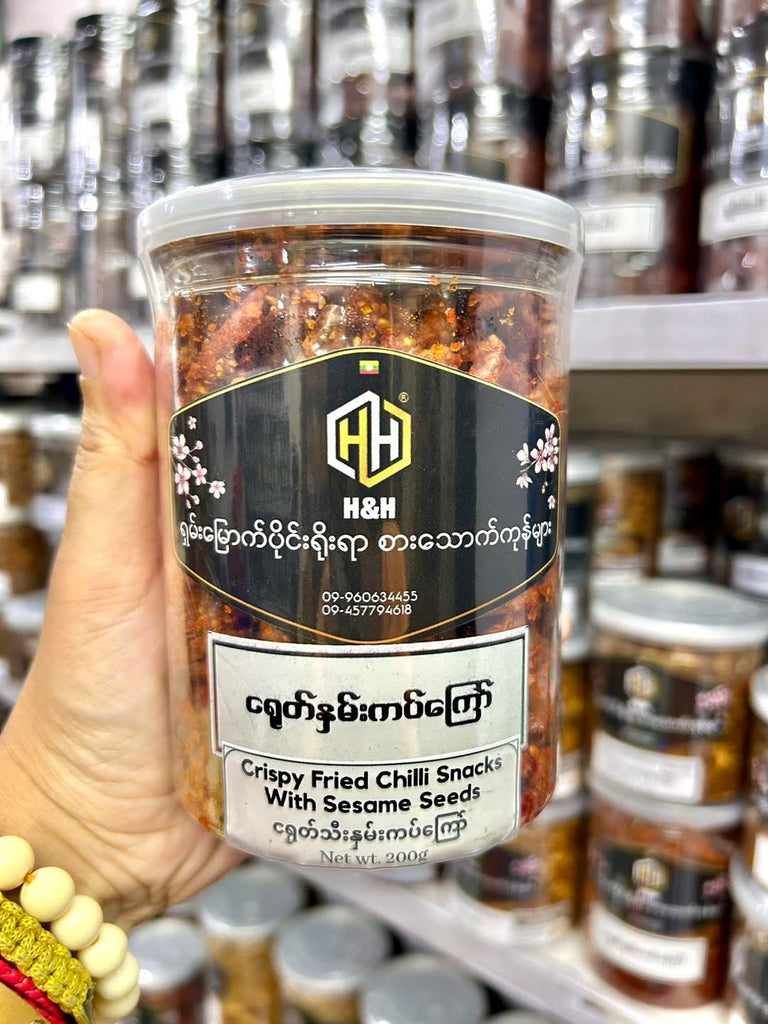 HH
®
H&H
ရှမ်းမြောက်ပိုင်းရိုးရာ စားသောက်ကုန်များ
09-960634455
09-457794618
ငရုတ်နှမ်းကပ်ကြော်
Crispy Fried Chilli Snacks
With Sesame Seeds
ငရုတ်သီးနှမ်းကပ်ကြော်
Net wt. 200g